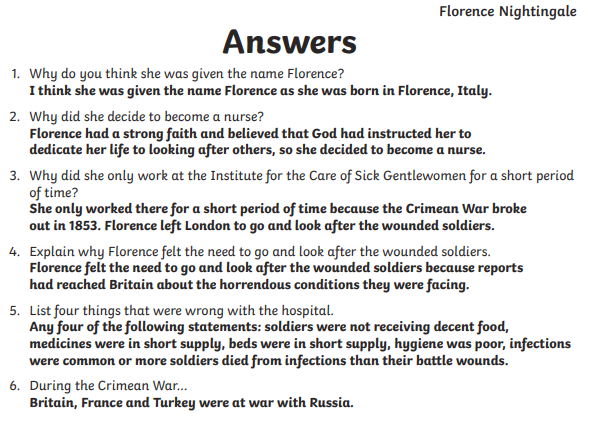 Florence Nightingale
Answers
1. Why do you think she was given the name Florence?
I think she was given the name Florence as she was born in Florence, Italy.
2. Why did she decide to become a nurse?
Florence had a strong faith and believed that God had instructed her to
dedicate her life to looking after others, so she decided to become a nurse.
3. Why did she only work at the Institute for the Care of Sick Gentlewomen for a short period
of time?
She only worked there for a short period of time because the Crimean War broke
out in 1853. Florence left London to go and look after the wounded soldiers.
4. Explain why Florence felt the need to go and look after the wounded soldiers.
Florence felt the need to go and look after the wounded soldiers because reports
had reached Britain about the horrendous conditions they were facing.
5. List four things that were wrong with the hospital.
Any four of the following statements: soldiers were not receiving decent food,
medicines were in short supply, beds were in short supply, hygiene was poor, infections
were common or more soldiers died from infections than their battle wounds.
6. During the Crimean War...
Britain, France and Turkey were at war with Russia.